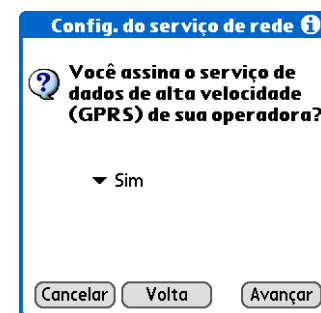 Config. do serviço de rede
Você assina o serviço de
dados de alta velocidade
(GPRS) de sua operadora?
Sim
Cancelar Volta Avançar